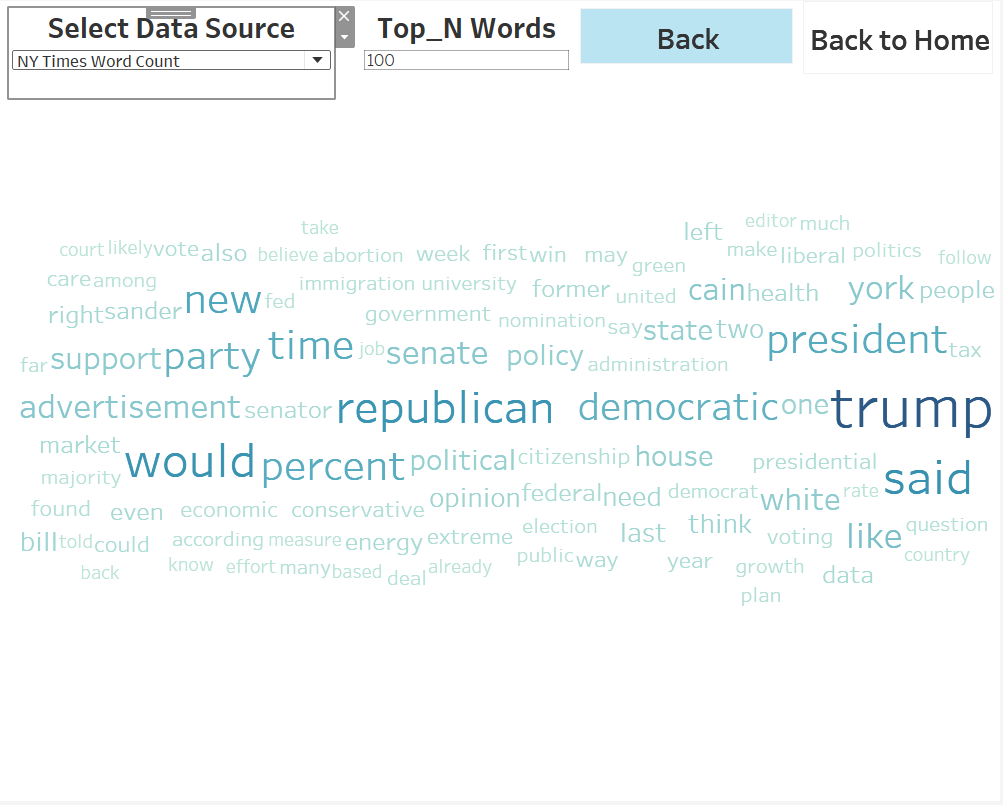 Select Data Source
NY Times Word Count
Top_N Words
100
Back
Back to Home
take
left
editor much
court likely vote also believe abortion week first win may make liberal politics
green
follow
care among immigration university former united cain health york people
right sander new fed government nomination say state two president tax
far support party time job senate policy administration
advertisement senator republican democratic one trump
market would percent political citizenship house presidential said
majority
found even economic conservative opinion federal need democrat white rate
bill told could according measure energy extreme election last think voting like question
back know effort many based deal already public way year growth data country
plan